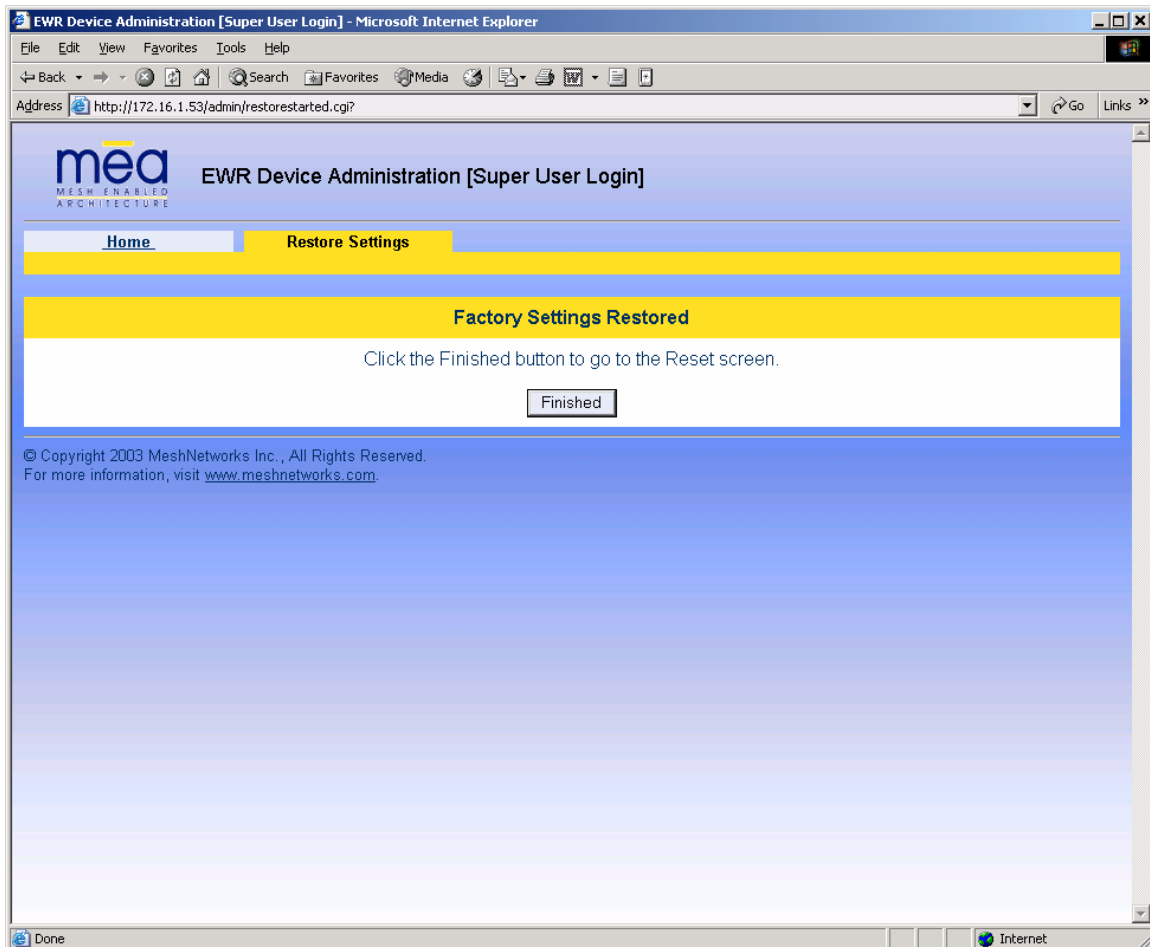 EWR Device Administration [Super User Login] - Microsoft Internet Explorer
File Edit View Favorites Tools Help
Back Search Favorites Media
Address http://172.16.1.53/admin/restorestarted.cgi? Go Links »
mēa
MESH ENABLED
ARCHITECTURE
EWR Device Administration [Super User Login]
Home Restore Settings
Factory Settings Restored
Click the Finished button to go to the Reset screen.
Finished
© Copyright 2003 MeshNetworks Inc., All Rights Reserved.
For more information, visit www.meshnetworks.com.
Done Internet